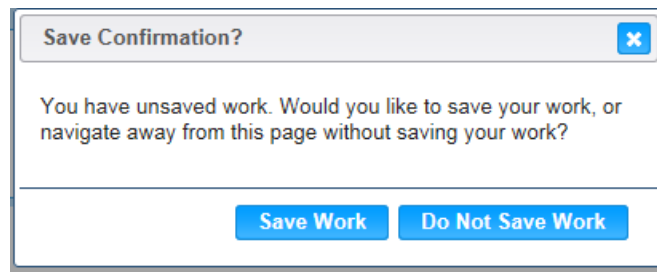 Save Confirmation?
You have unsaved work. Would you like to save your work, or
navigate away from this page without saving your work?
Save Work Do Not Save Work